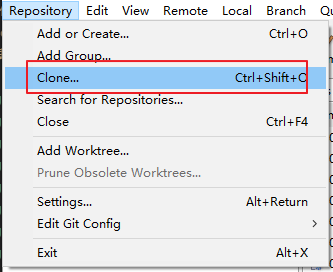 Repository Edit View Remote Local Branch Qu
Add or Create... Ctrl+O
Add Group...
Clone... Ctrl+Shift+O
Search for Repositories...
Close Ctrl+F4
Add Worktree...
Prune Obsolete Worktrees...
Settings... Alt+Return
Edit Git Config
Exit Alt+X